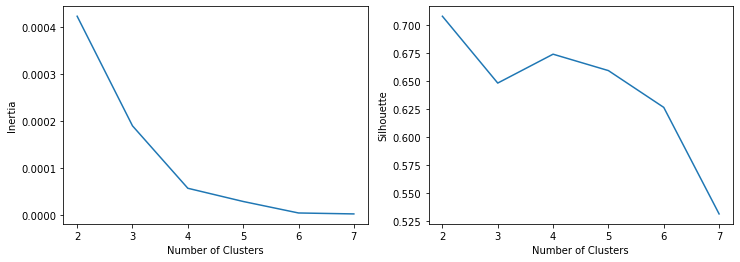 0.0004
0.0003
0.0002
0.0001
0.0000
Inertia
2 3 4 5 6 7
Number of Clusters
0.700
0.675
0.650
0.625
0.600
0.575
0.550
0.525
Silhouette
2 3 4 5 6 7
Number of Clusters